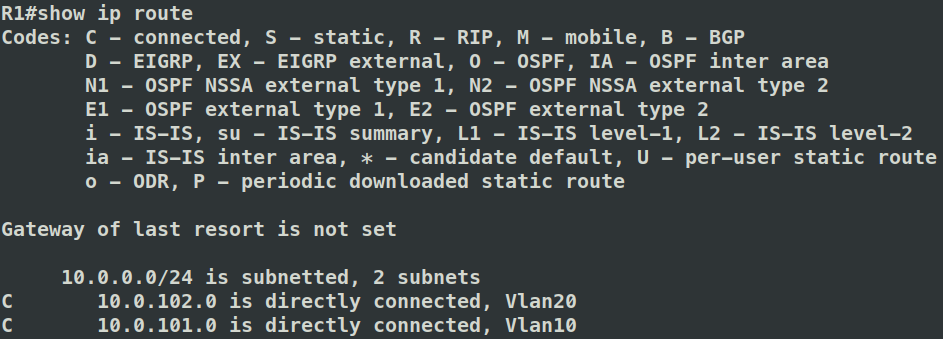 R1#show ip route
Codes: C – connected, S – static, R – RIP, M – mobile, B – BGP
       D – EIGRP, EX – EIGRP external, O – OSPF, IA – OSPF inter area
       N1 – OSPF NSSA external type 1, N2 – OSPF NSSA external type 2
       E1 – OSPF external type 1, E2 – OSPF external type 2
       i – IS–IS, su – IS–IS summary, L1 – IS–IS level–1, L2 – IS–IS level–2
       ia – IS–IS inter area, * – candidate default, U – per–user static route
       o – ODR, P – periodic downloaded static route

Gateway of last resort is not set

     10.0.0.0/24 is subnetted, 2 subnets
C       10.0.102.0 is directly connected, Vlan20
C       10.0.101.0 is directly connected, Vlan10